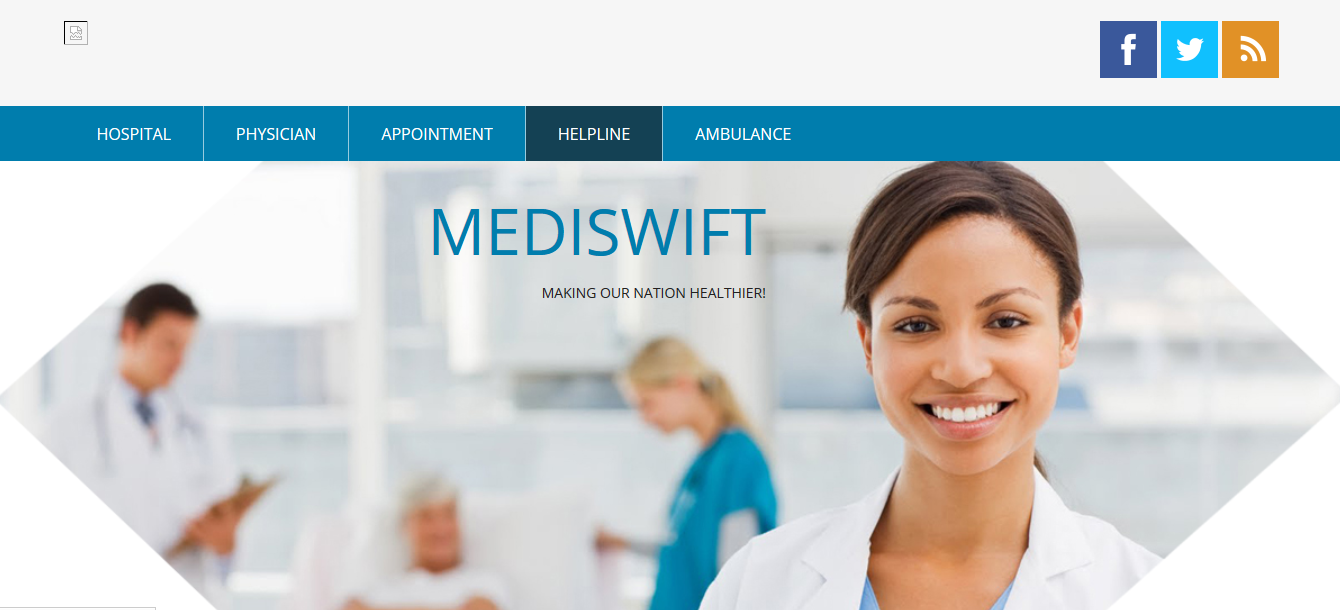 HOSPITAL PHYSICIAN APPOINTMENT HELPLINE AMBULANCE
MEDISWIFT
MAKING OUR NATION HEALTHIER!